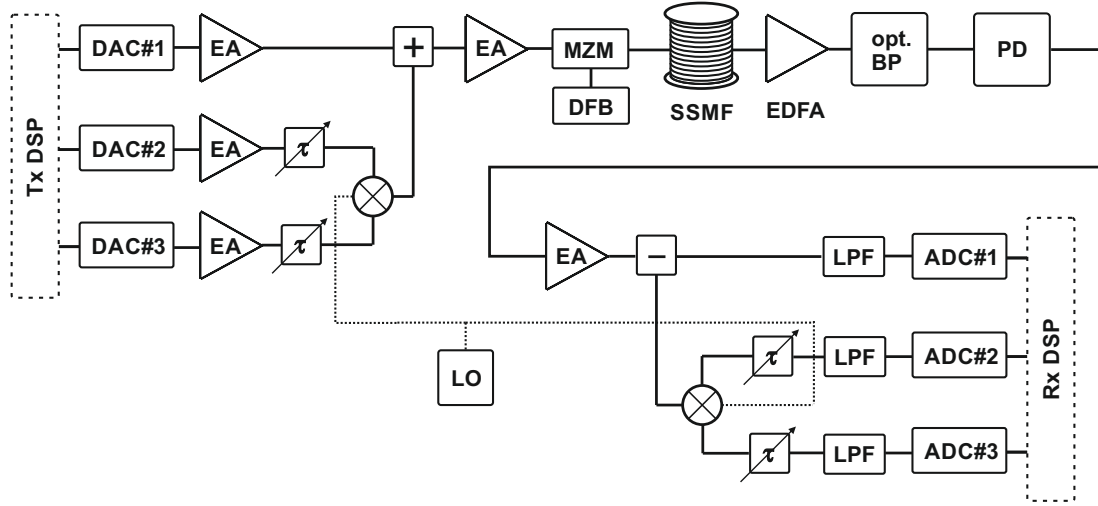 Tx DSP
DAC#1
EA
+
EA
MZM
DFB
SSMF
EDFA
opt.
BP
PD
DAC#2
EA
τ
DAC#3
EA
τ
LO
EA
−
LPF
ADC#1
τ
LPF
ADC#2
τ
LPF
ADC#3
Rx DSP